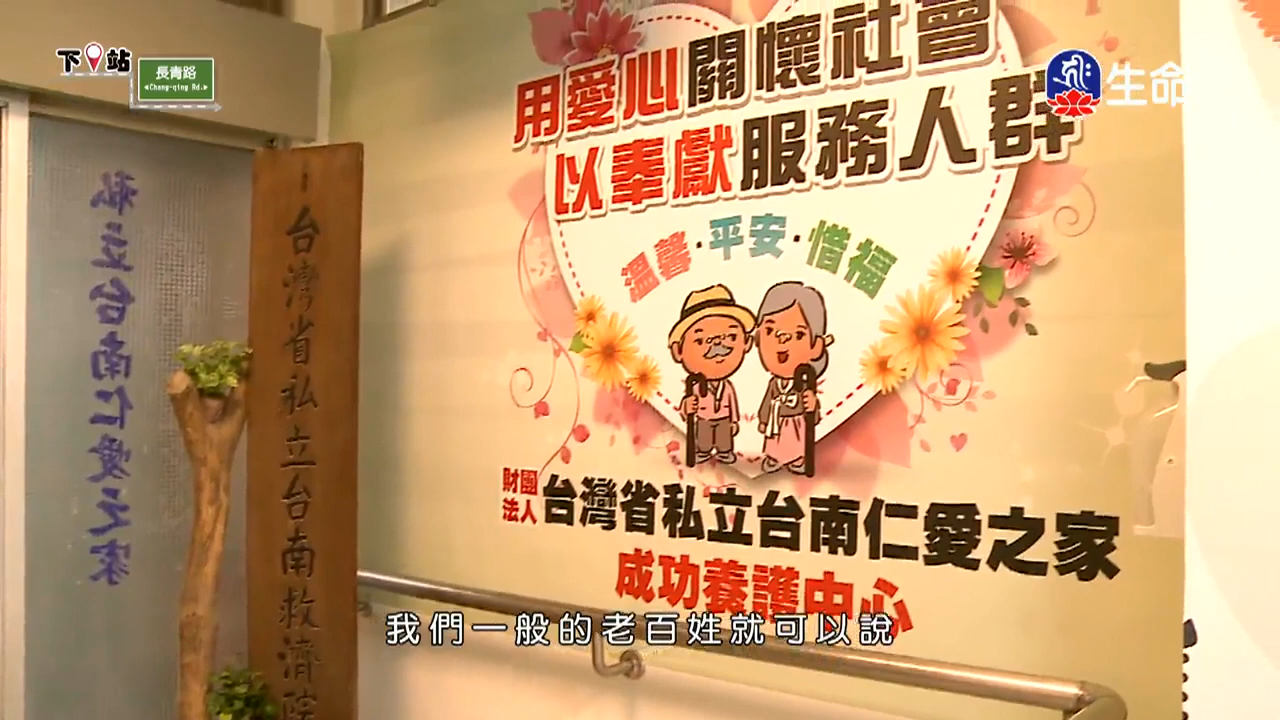 下站
長青路
Chang-qing Rd.
生命
用愛心關懷社會
以奉獻服務人群
溫馨·平安·惜福
財團法人
台灣省私立台南仁愛之家
成功養護中心
台灣省私立台南救濟院
私立台南仁愛之家
我們一般的老百姓就可以說